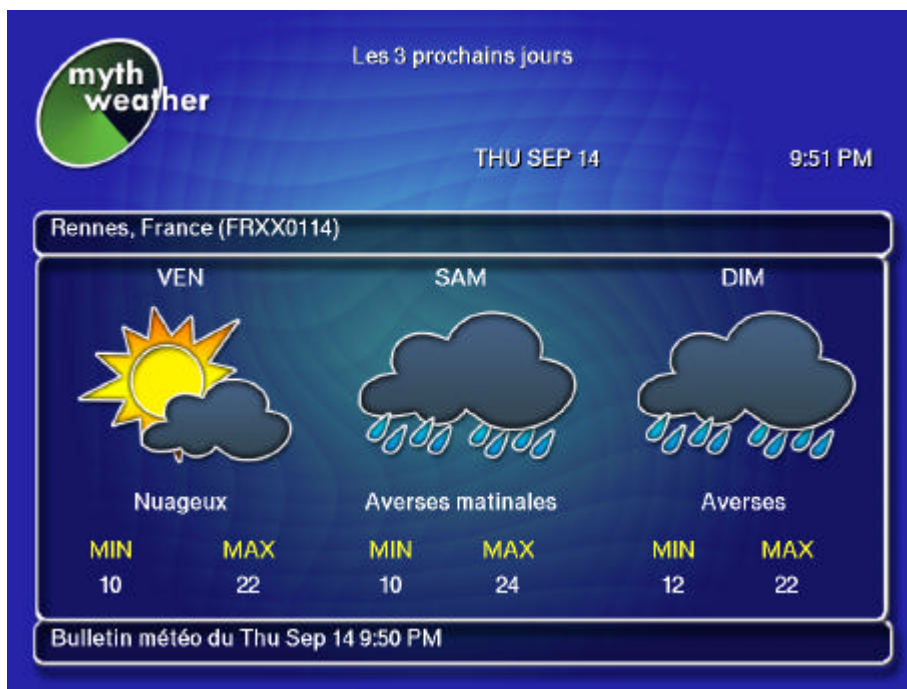 myth
weather
Les 3 prochains jours
THU SEP 14 9:51 PM
Rennes, France (FRXX0114)
VEN SAM DIM
Nuageux Averses matinales Averses
MIN MAX MIN MAX MIN MAX
10 22 10 24 12 22
Bulletin météo du Thu Sep 14 9:50 PM